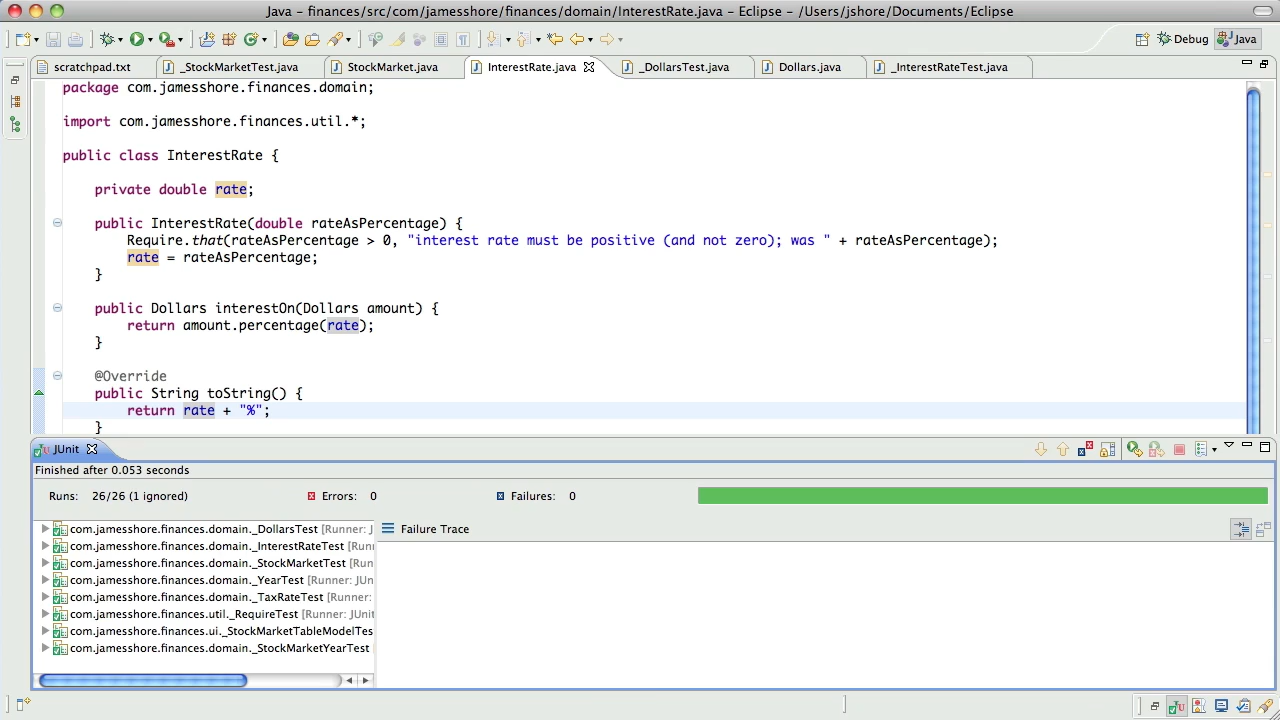 Java – finances/src/com/jamesshore/finances/domain/InterestRate.java – Eclipse – /Users/jshore/Documents/Eclipse
Debug Java
scratchpad.txt _StockMarketTest.java StockMarket.java InterestRate.java _DollarsTest.java Dollars.java _InterestRateTest.java
package com.jamesshore.finances.domain;
import com.jamesshore.finances.util.*;
public class InterestRate {
private double rate;
public InterestRate(double rateAsPercentage) {
Require.that(rateAsPercentage > 0, "interest rate must be positive (and not zero); was " + rateAsPercentage);
rate = rateAsPercentage;
}
public Dollars interestOn(Dollars amount) {
return amount.percentage(rate);
}
@Override
public String toString() {
return rate + "%";
}
JUnit
Finished after 0.053 seconds
Runs: 26/26 (1 ignored) Errors: 0 Failures: 0
com.jamesshore.finances.domain._DollarsTest [Runner: J
com.jamesshore.finances.domain._InterestRateTest [Run
com.jamesshore.finances.domain._StockMarketTest [Run
com.jamesshore.finances.domain._YearTest [Runner: JUn
com.jamesshore.finances.domain._TaxRateTest [Runner:
com.jamesshore.finances.util._RequireTest [Runner: JUnit
com.jamesshore.finances.ui._StockMarketTableModelTes
com.jamesshore.finances.domain._StockMarketYearTest
Failure Trace